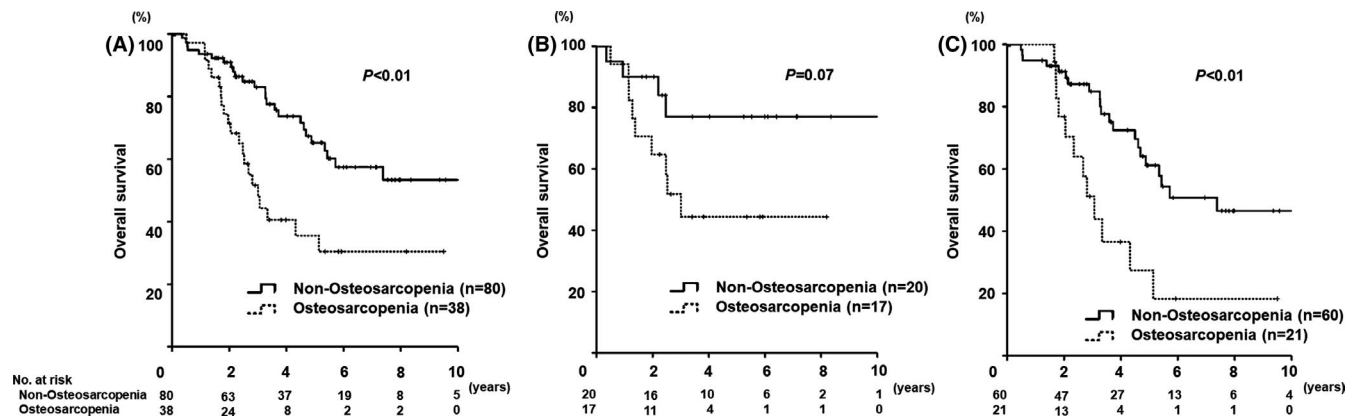 (%)
(A)
100
80
60
40
20
Overall survival
P<0.01
Non-Osteosarcopenia (n=80)
Osteosarcopenia (n=38)
0 2 4 6 8 10
(years)
No. at risk
Non-Osteosarcopenia 80 63 37 19 8 5
Osteosarcopenia 38 24 8 2 2 0
(%)
(B)
100
80
60
40
20
Overall survival
P=0.07
Non-Osteosarcopenia (n=20)
Osteosarcopenia (n=17)
0 2 4 6 8 10
(years)
20 16 10 6 2 1
17 11 4 1 1 0
(%)
(C)
100
80
60
40
20
Overall survival
P<0.01
Non-Osteosarcopenia (n=60)
Osteosarcopenia (n=21)
0 2 4 6 8 10
(years)
60 47 27 13 6 4
21 13 4 1 1 0